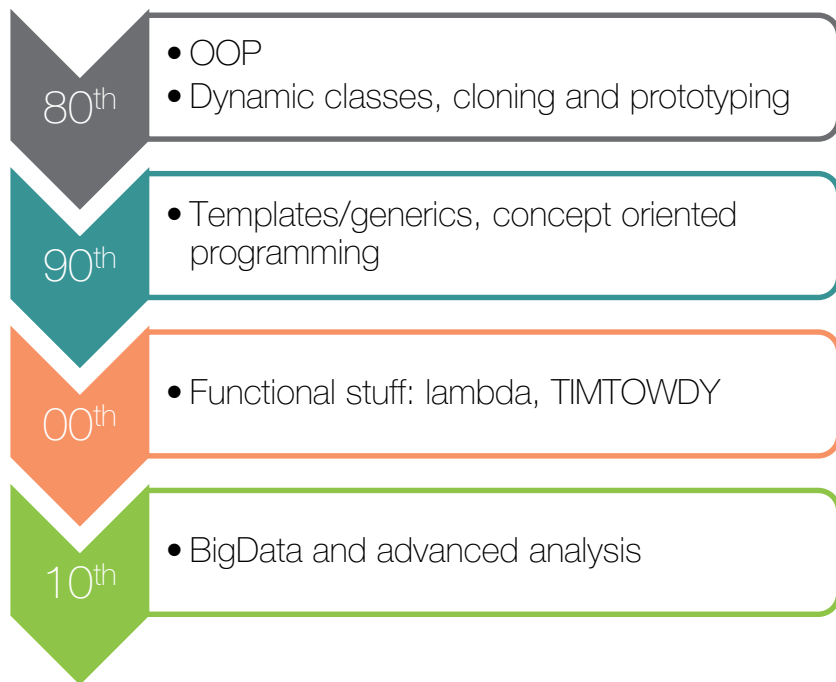 80th
• OOP
• Dynamic classes, cloning and prototyping
90th
• Templates/generics, concept oriented
programming
00th
• Functional stuff: lambda, TIMTOWDY
10th
• BigData and advanced analysis